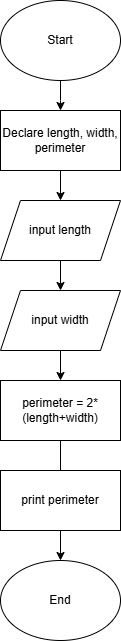 Start
Declare length, width,
perimeter
input length
input width
perimeter = 2*
(length+width)
print perimeter
End